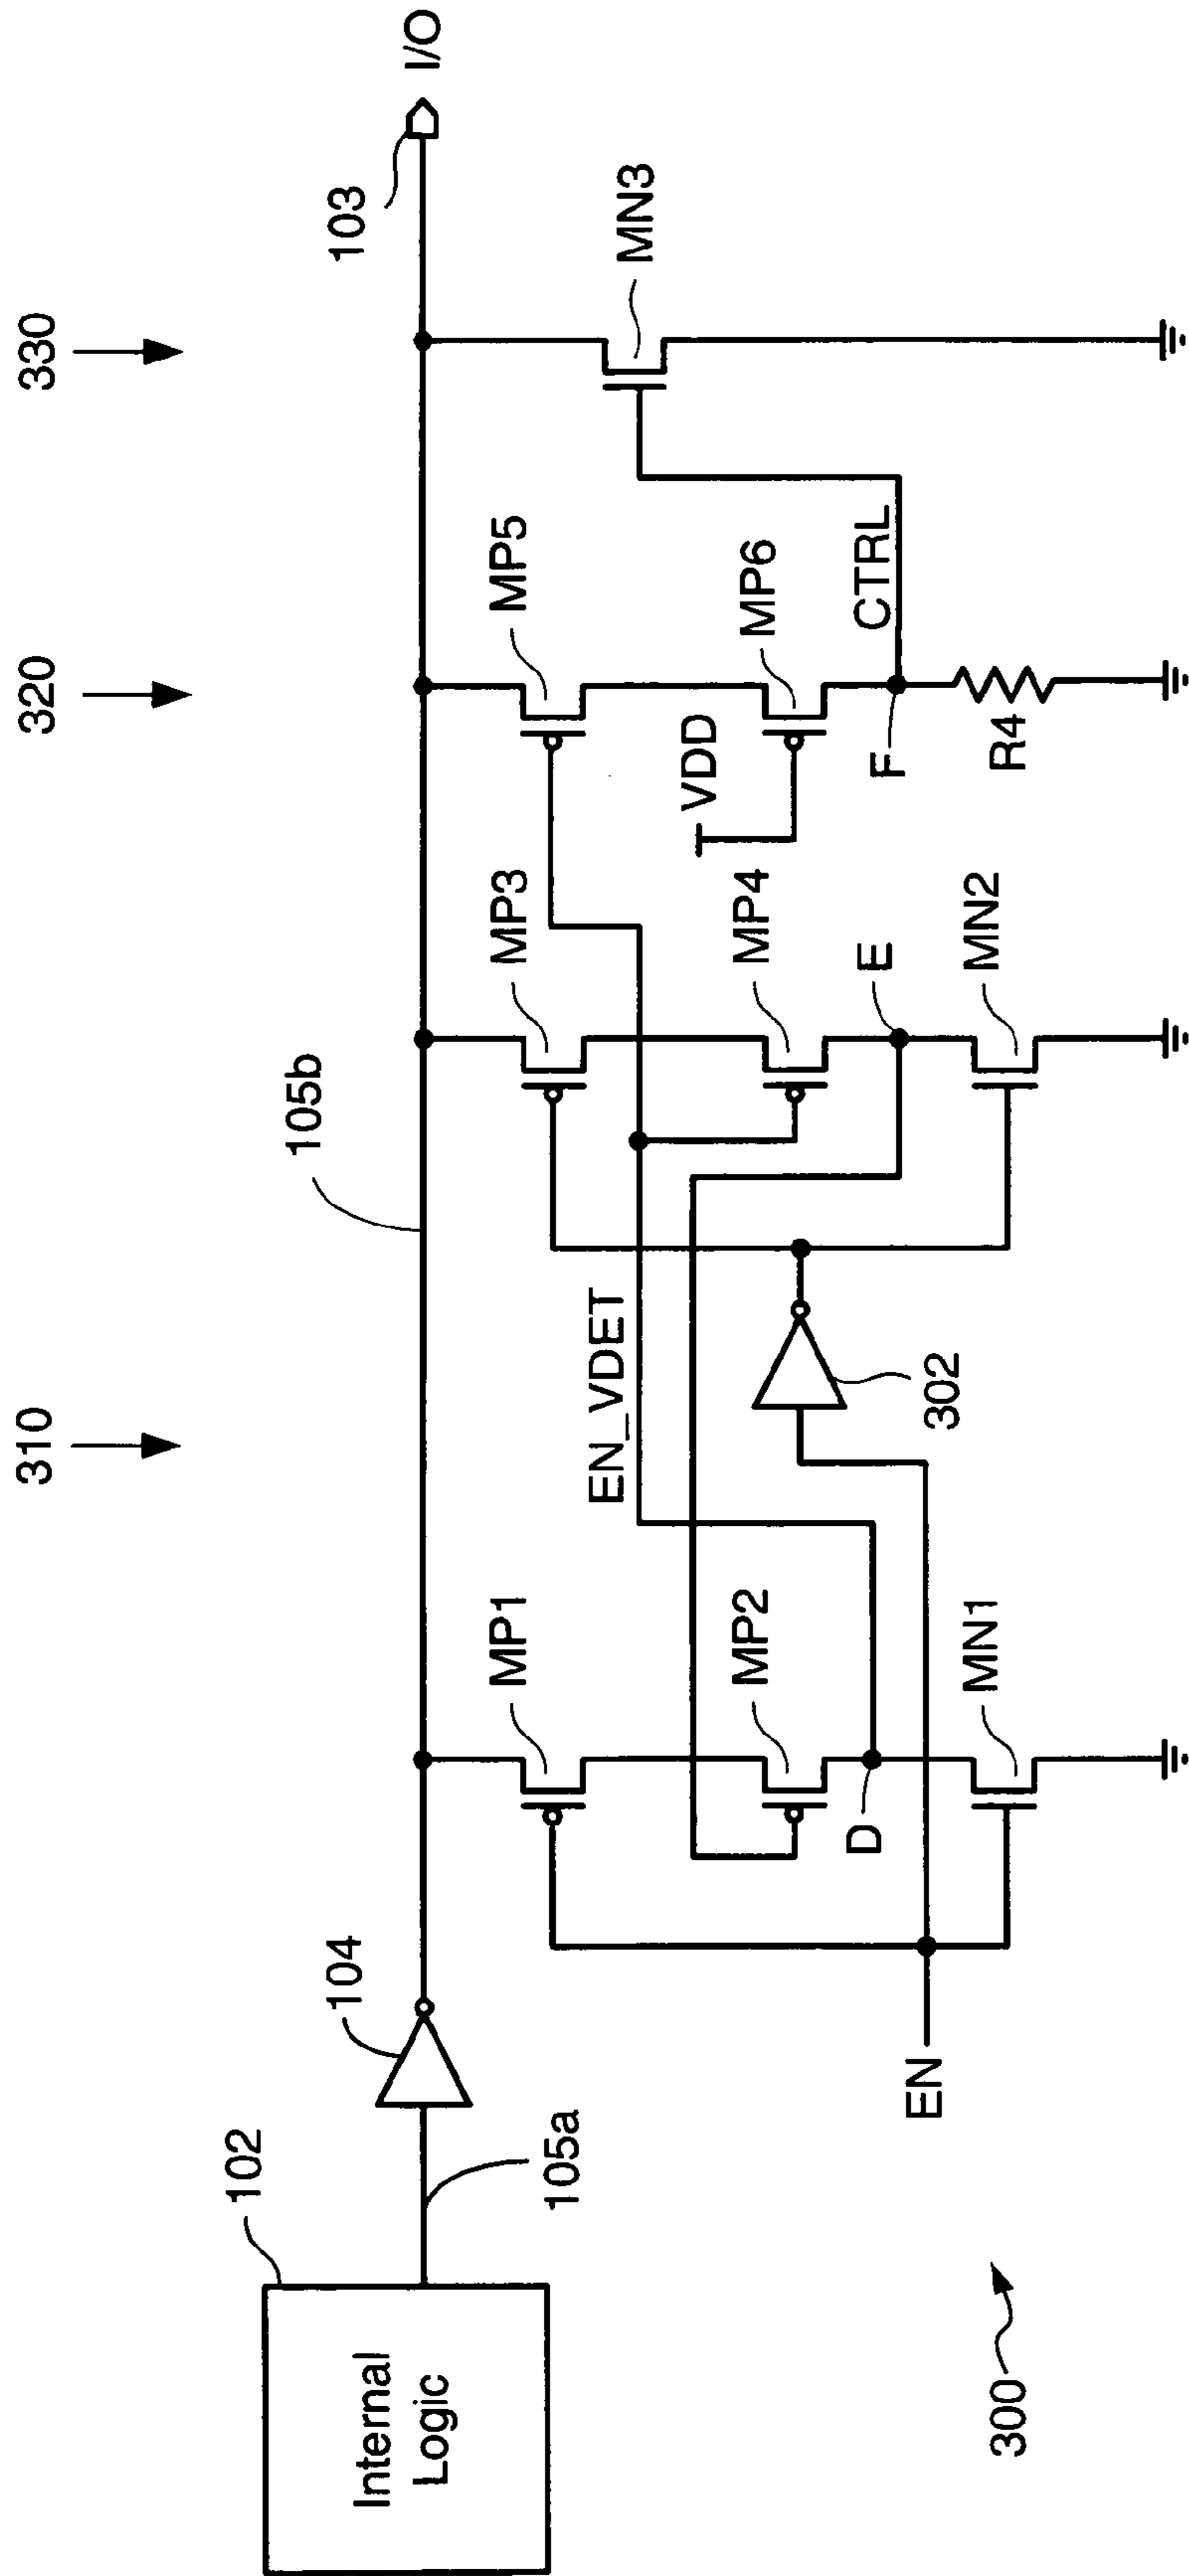 310
320
330
102
Internal
Logic
105a
104
105b
103
I/O
MP1
MP3
MP5
MN3
EN_VDET
VDD
MP2
MP4
MP6
D
E
F
CTRL
302
R4
EN
MN1
MN2
300